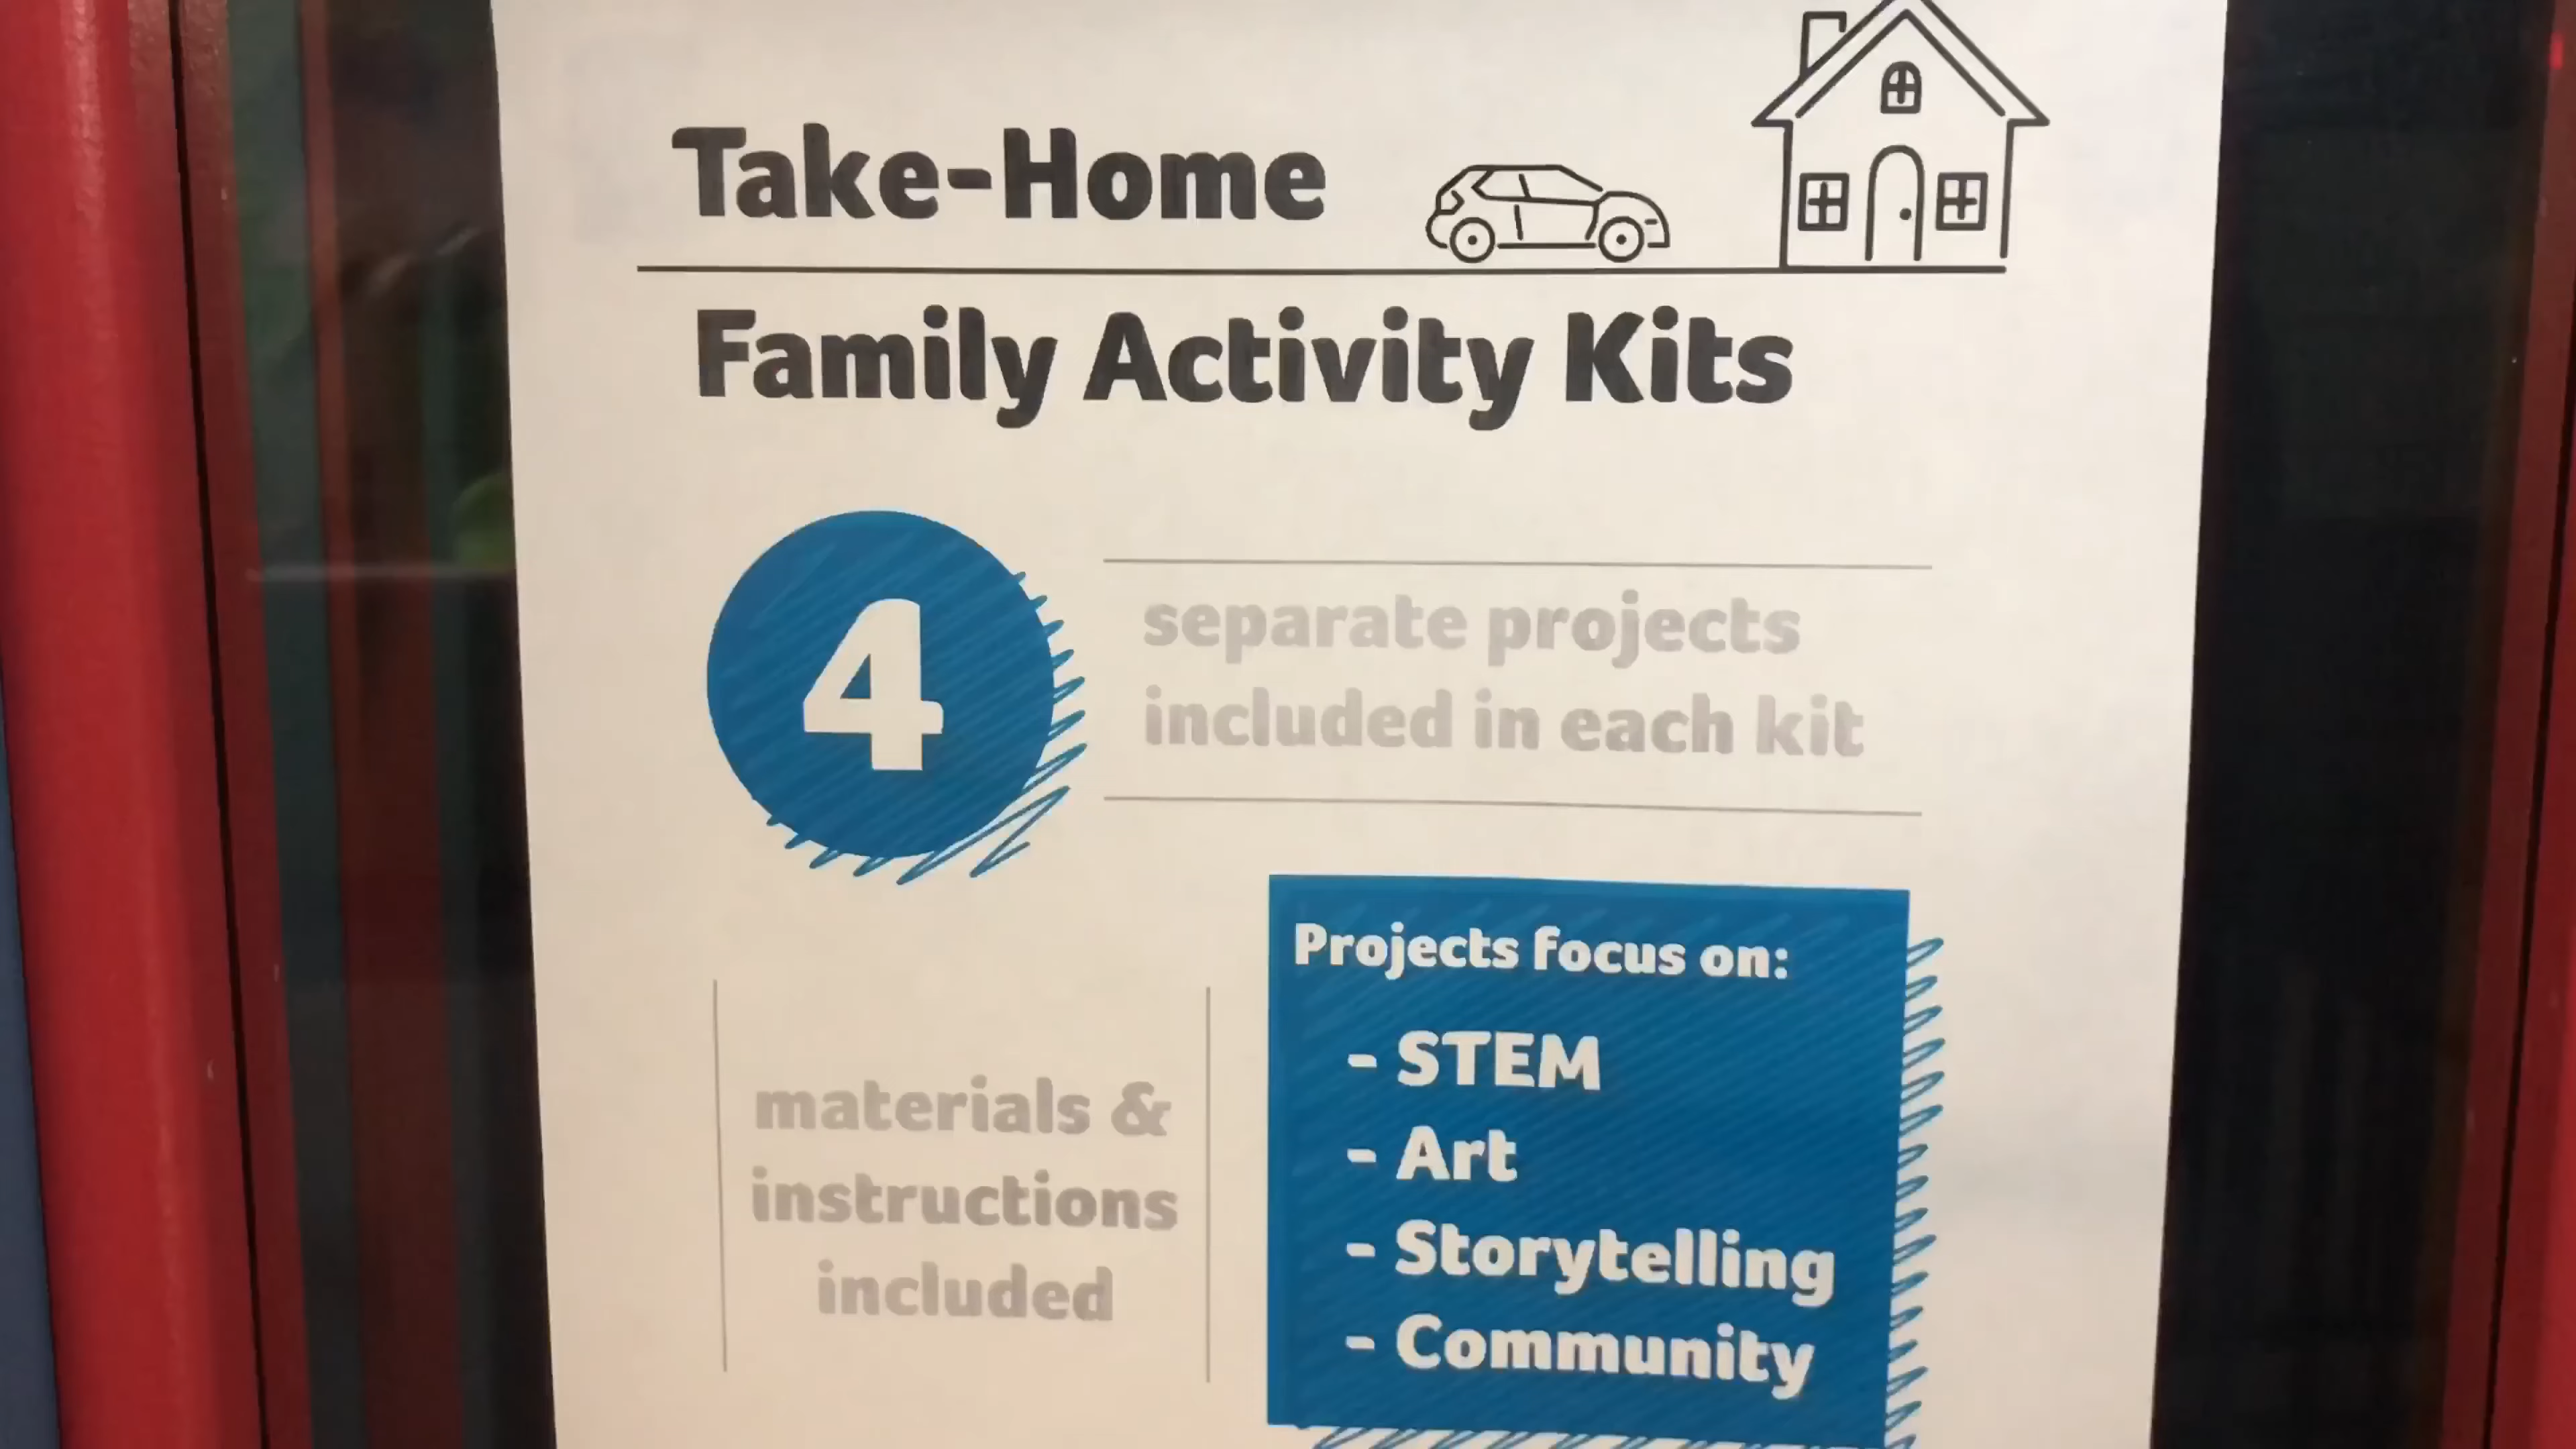 Take-Home
Family Activity Kits
4
separate projects
included in each kit
materials &
instructions
included
Projects focus on:
- STEM
- Art
- Storytelling
- Community